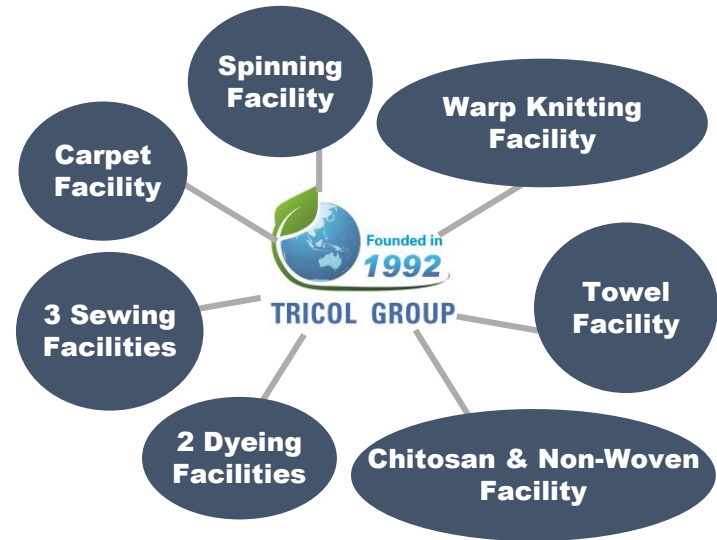 Spinning
Facility
Warp Knitting
Facility
Carpet
Facility
Founded in
1992
TRICOL GROUP
Towel
Facility
3 Sewing
Facilities
2 Dyeing
Facilities
Chitosan & Non-Woven
Facility